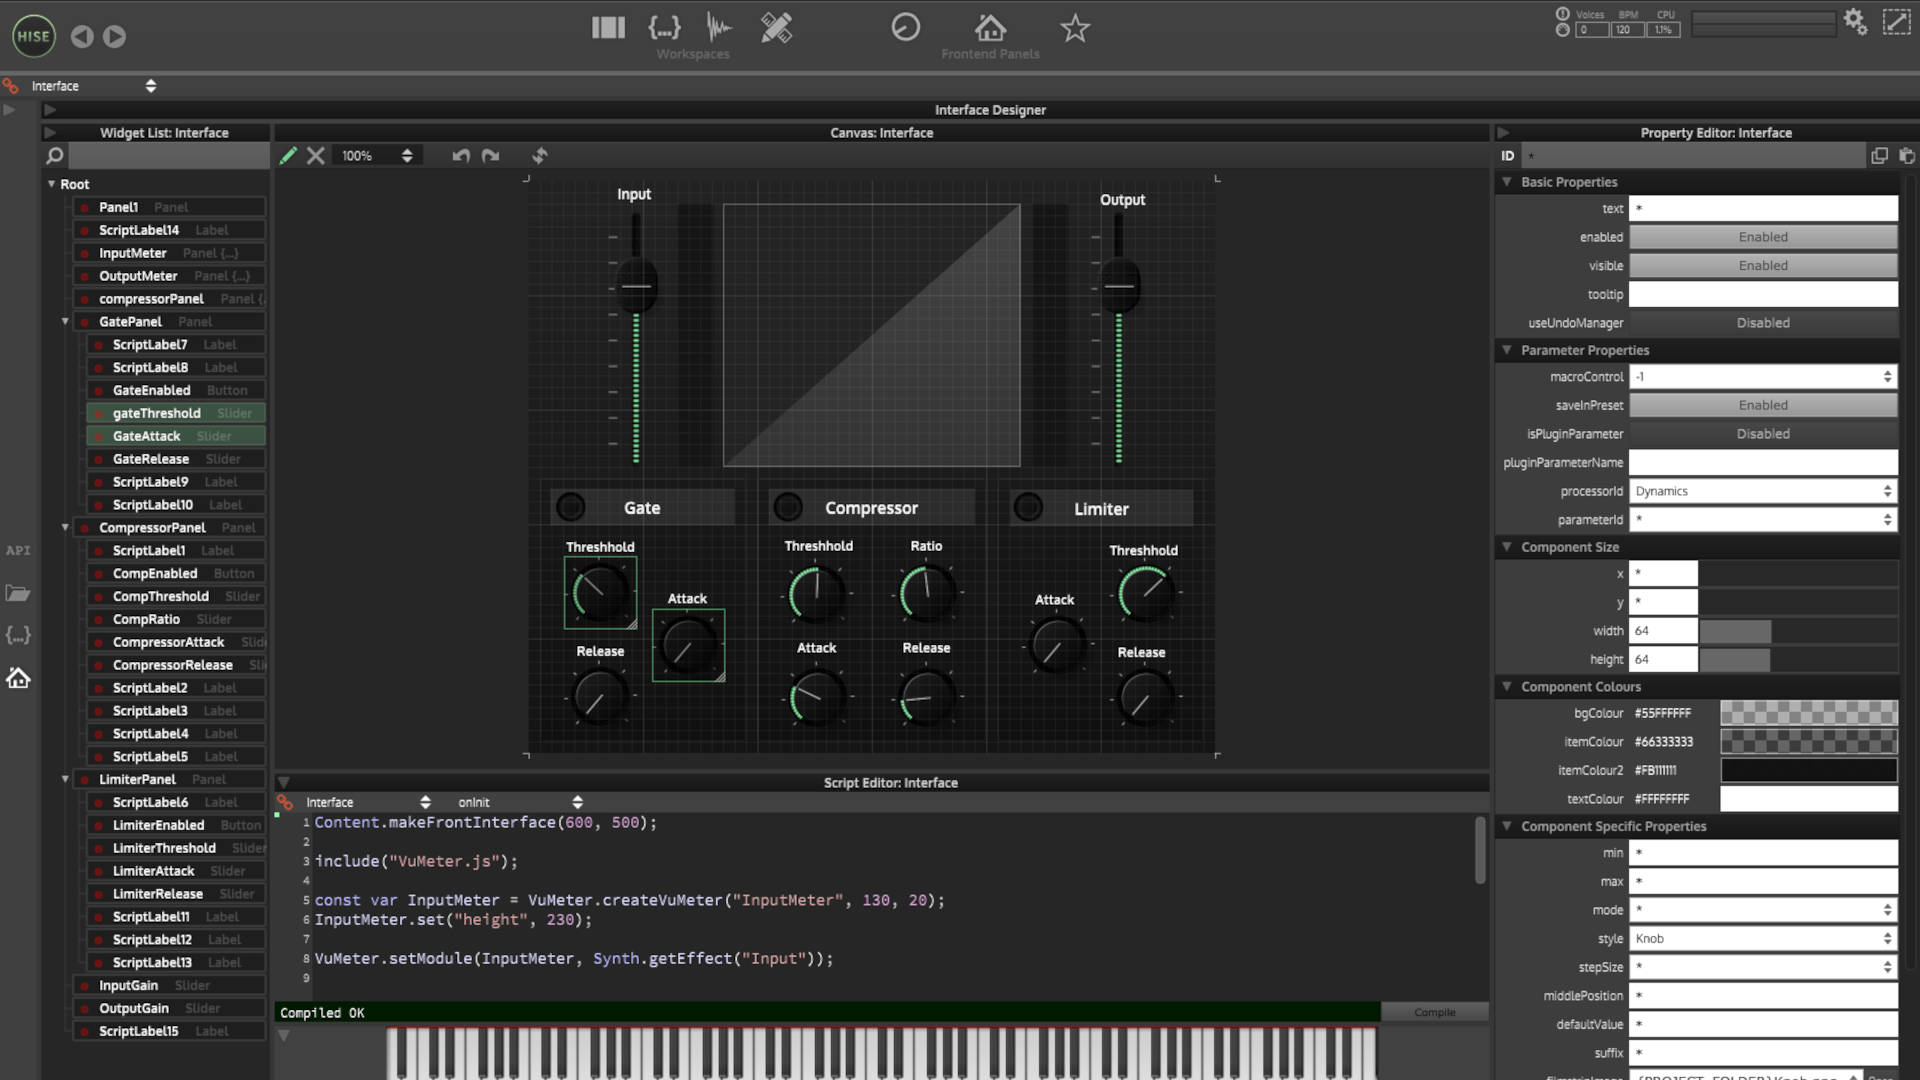 HISE
Workspaces
Frontend Panels
Voices BPM CPU
0 120 1.1%
Interface
Interface Designer
Widget List: Interface
Canvas: Interface
Property Editor: Interface
100%
ID *
Root
Panel1 Panel
ScriptLabel14 Label
InputMeter Panel {...}
OutputMeter Panel {...}
compressorPanel Panel {.
GatePanel Panel
ScriptLabel7 Label
ScriptLabel8 Label
GateEnabled Button
gateThreshold Slider
GateAttack Slider
GateRelease Slider
ScriptLabel9 Label
ScriptLabel10 Label
CompressorPanel Panel
ScriptLabel1 Label
CompEnabled Button
CompThreshold Slider
CompRatio Slider
CompressorAttack Slid
CompressorRelease Sli
ScriptLabel2 Label
ScriptLabel3 Label
ScriptLabel4 Label
ScriptLabel5 Label
LimiterPanel Panel
ScriptLabel6 Label
LimiterEnabled Button
LimiterThreshold Slider
LimiterAttack Slider
LimiterRelease Slider
ScriptLabel11 Label
ScriptLabel12 Label
ScriptLabel13 Label
InputGain Slider
OutputGain Slider
ScriptLabel15 Label
API
{...}
Input
Output
Gate
Compressor
Limiter
Threshhold
Attack
Release
Threshhold
Ratio
Attack
Release
Threshhold
Attack
Release
Script Editor: Interface
Interface onInit
1 Content.makeFrontInterface(600, 500);
2
3 include("VuMeter.js");
4
5 const var InputMeter = VuMeter.createVuMeter("InputMeter", 130, 20);
6 InputMeter.set("height", 230);
7
8 VuMeter.setModule(InputMeter, Synth.getEffect("Input"));
9
Compiled OK
Compile
Basic Properties
text *
enabled Enabled
visible Enabled
tooltip
useUndoManager Disabled
Parameter Properties
macroControl -1
saveInPreset Enabled
isPluginParameter Disabled
pluginParameterName
processorId Dynamics
parameterId *
Component Size
x *
y *
width 64
height 64
Component Colours
bgColour #55FFFFFF
itemColour #66333333
itemColour2 #FB111111
textColour #FFFFFFFF
Component Specific Properties
min *
max *
mode *
style Knob
stepSize *
middlePosition *
defaultValue *
suffix *